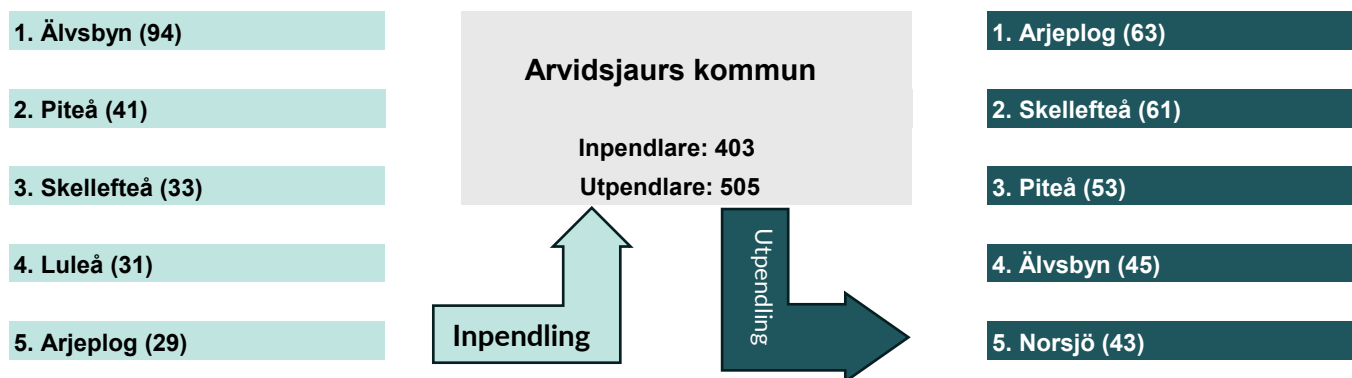 1. Älvsbyn (94)
2. Piteå (41)
3. Skellefteå (33)
4. Luleå (31)
5. Arjeplog (29)
Arvidsjaurs kommun
Inpendlare: 403
Utpendlare: 505
Inpendling
Utpendling
1. Arjeplog (63)
2. Skellefteå (61)
3. Piteå (53)
4. Älvsbyn (45)
5. Norsjö (43)